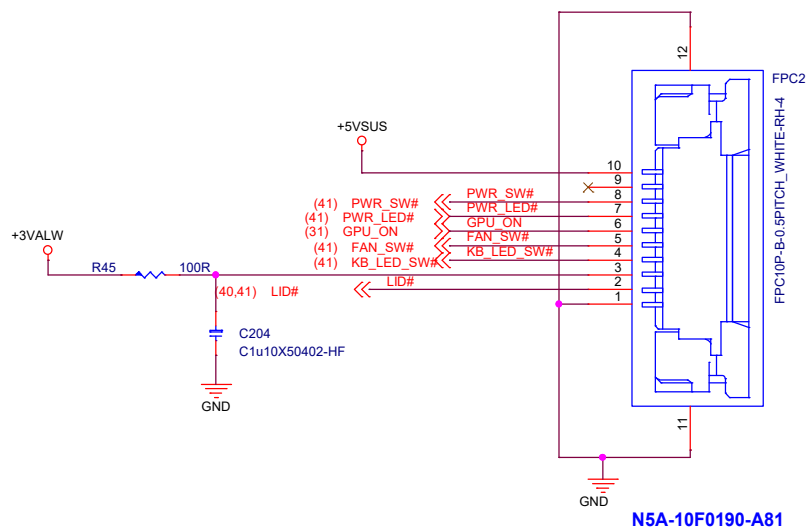 12
FPC2
+5VSUS
10
9
(41) PWR_SW# PWR_SW# 8
(41) PWR_LED# PWR_LED# 7
(31) GPU_ON GPU_ON 6
(41) FAN_SW# FAN_SW# 5
(41) KB_LED_SW# KB_LED_SW# 4
+3VALW
R45 100R 3
(40,41) LID# LID# 2
1
FPC10P-B-0.5PITCH_WHITE-RH-4
C204
C1u10X50402-HF
GND
11
GND
N5A-10F0190-A81